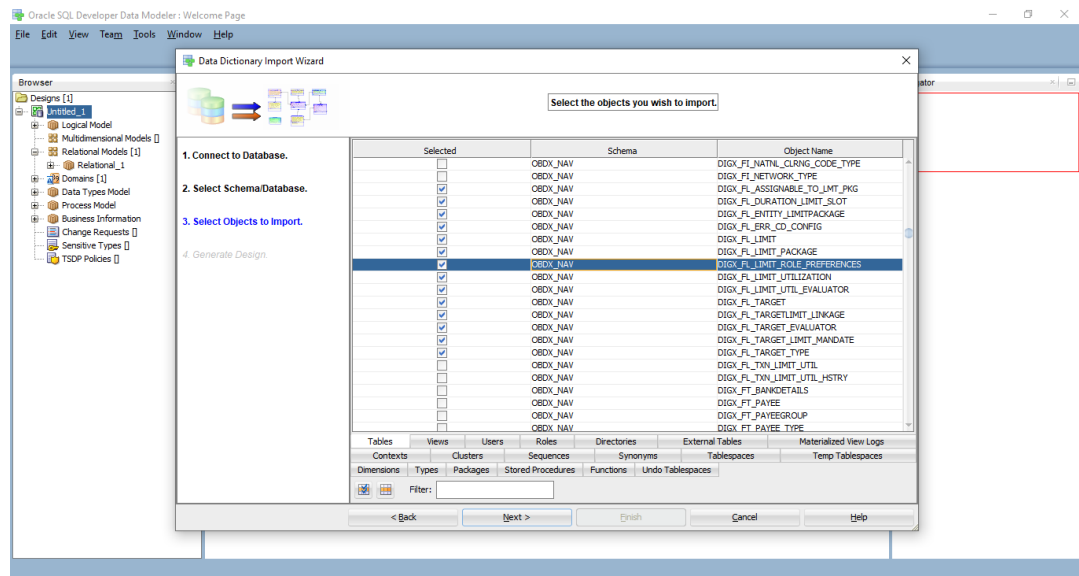 Oracle SQL Developer Data Modeler : Welcome Page
File Edit View Team Tools Window Help
Data Dictionary Import Wizard
Browser
ator
Designs [1]
Untitled_1
Logical Model
Multidimensional Models []
Relational Models [1]
Relational_1
Domains [1]
Data Types Model
Process Model
Business Information
Change Requests []
Sensitive Types []
TSDP Policies []
Select the objects you wish to import.
1. Connect to Database.
2. Select Schema/Database.
3. Select Objects to Import.
4 Generate Design
Selected Schema Object Name
OBDX_NAV DIGX_FI_NATNL_CLRNG_CODE_TYPE
OBDX_NAV DIGX_FI_NETWORK_TYPE
OBDX_NAV DIGX_FL_ASSIGNABLE_TO_LMT_PKG
OBDX_NAV DIGX_FL_DURATION_LIMIT_SLOT
OBDX_NAV DIGX_FL_ENTITY_LIMITPACKAGE
OBDX_NAV DIGX_FL_ERR_CD_CONFIG
OBDX_NAV DIGX_FL_LIMIT
OBDX_NAV DIGX_FL_LIMIT_PACKAGE
OBDX_NAV DIGX_FL_LIMIT_ROLE_PREFERENCES
OBDX_NAV DIGX_FL_LIMIT_UTILIZATION
OBDX_NAV DIGX_FL_LIMIT_UTIL_EVALUATOR
OBDX_NAV DIGX_FL_TARGET
OBDX_NAV DIGX_FL_TARGETLIMIT_LINKAGE
OBDX_NAV DIGX_FL_TARGET_EVALUATOR
OBDX_NAV DIGX_FL_TARGET_LIMIT_MANDATE
OBDX_NAV DIGX_FL_TARGET_TYPE
OBDX_NAV DIGX_FL_TXN_LIMIT_UTIL
OBDX_NAV DIGX_FL_TXN_LIMIT_UTIL_HSTRY
OBDX_NAV DIGX_FT_BANKDETAILS
OBDX_NAV DIGX_FT_PAYEE
OBDX_NAV DIGX_FT_PAYEEGROUP
OBDX_NAV DIGX_FT_PAYEE_TYPE
Tables Views Users Roles Directories External Tables Materialized View Logs
Contexts Clusters Sequences Synonyms Tablespaces Temp Tablespaces
Dimensions Types Packages Stored Procedures Functions Undo Tablespaces
Filter:
< Back Next > Finish Cancel Help